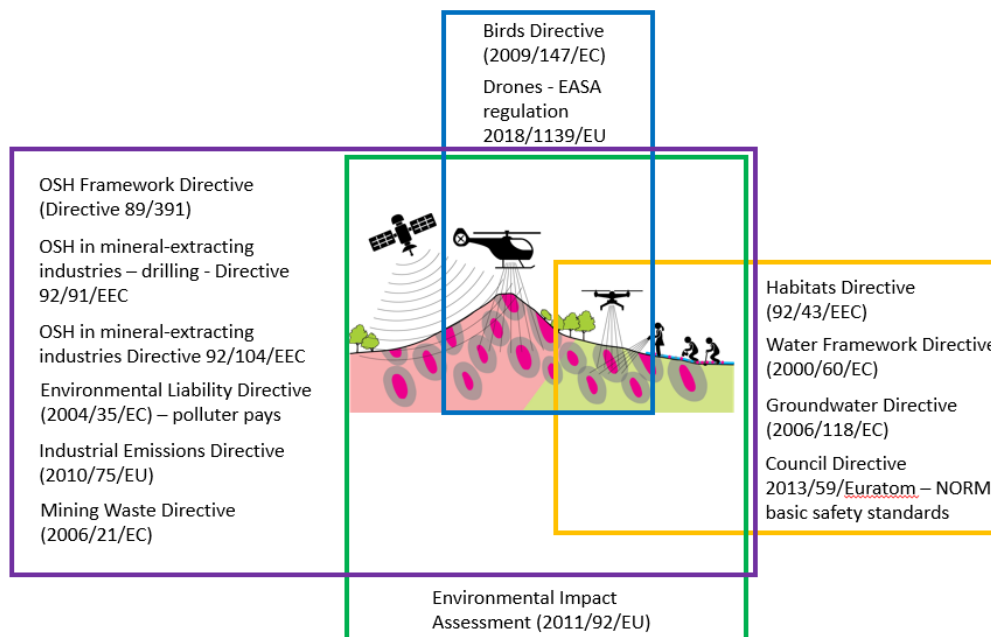 Birds Directive
(2009/147/EC)
Drones - EASA
regulation
2018/1139/EU
OSH Framework Directive
(Directive 89/391)
OSH in mineral-extracting
industries – drilling - Directive
92/91/EEC
OSH in mineral-extracting
industries Directive 92/104/EEC
Environmental Liability Directive
(2004/35/EC) – polluter pays
Industrial Emissions Directive
(2010/75/EU)
Mining Waste Directive
(2006/21/EC)
Habitats Directive
(92/43/EEC)
Water Framework Directive
(2000/60/EC)
Groundwater Directive
(2006/118/EC)
Council Directive
2013/59/Euratom – NORM
basic safety standards
Environmental Impact
Assessment (2011/92/EU)